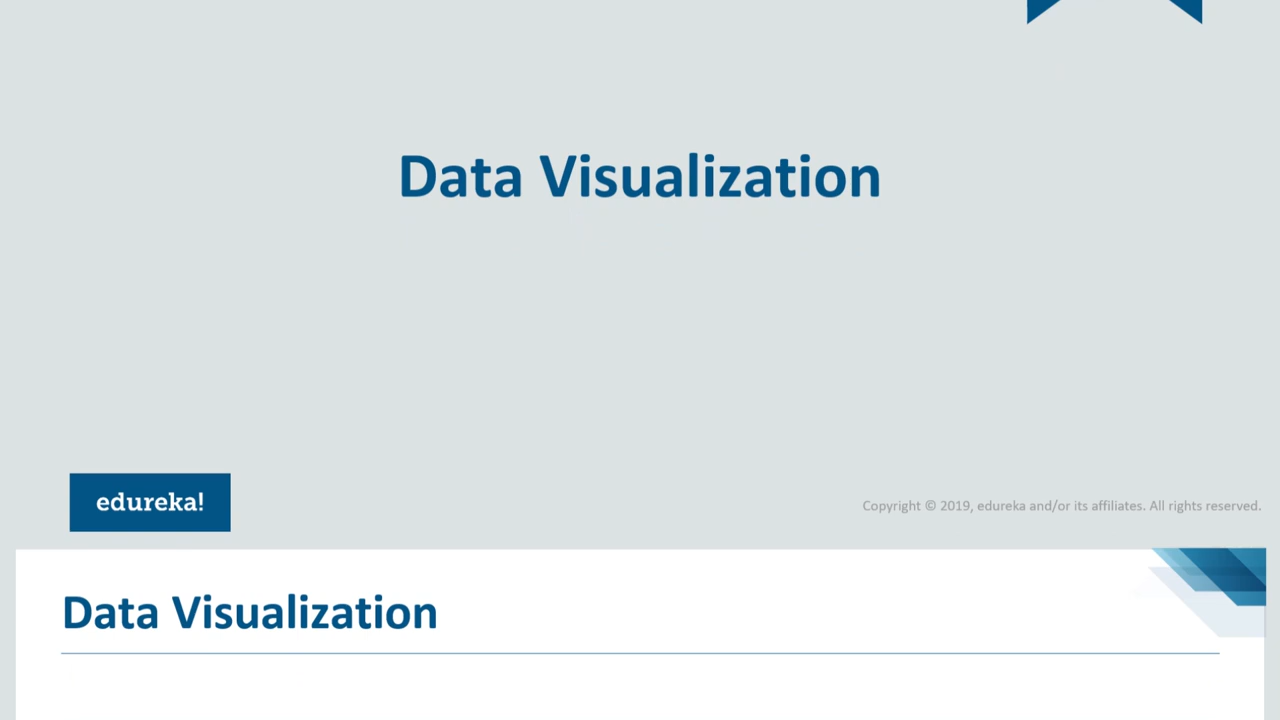 Data Visualization
edureka!
Copyright © 2019, edureka and/or its affiliates. All rights reserved.
Data Visualization